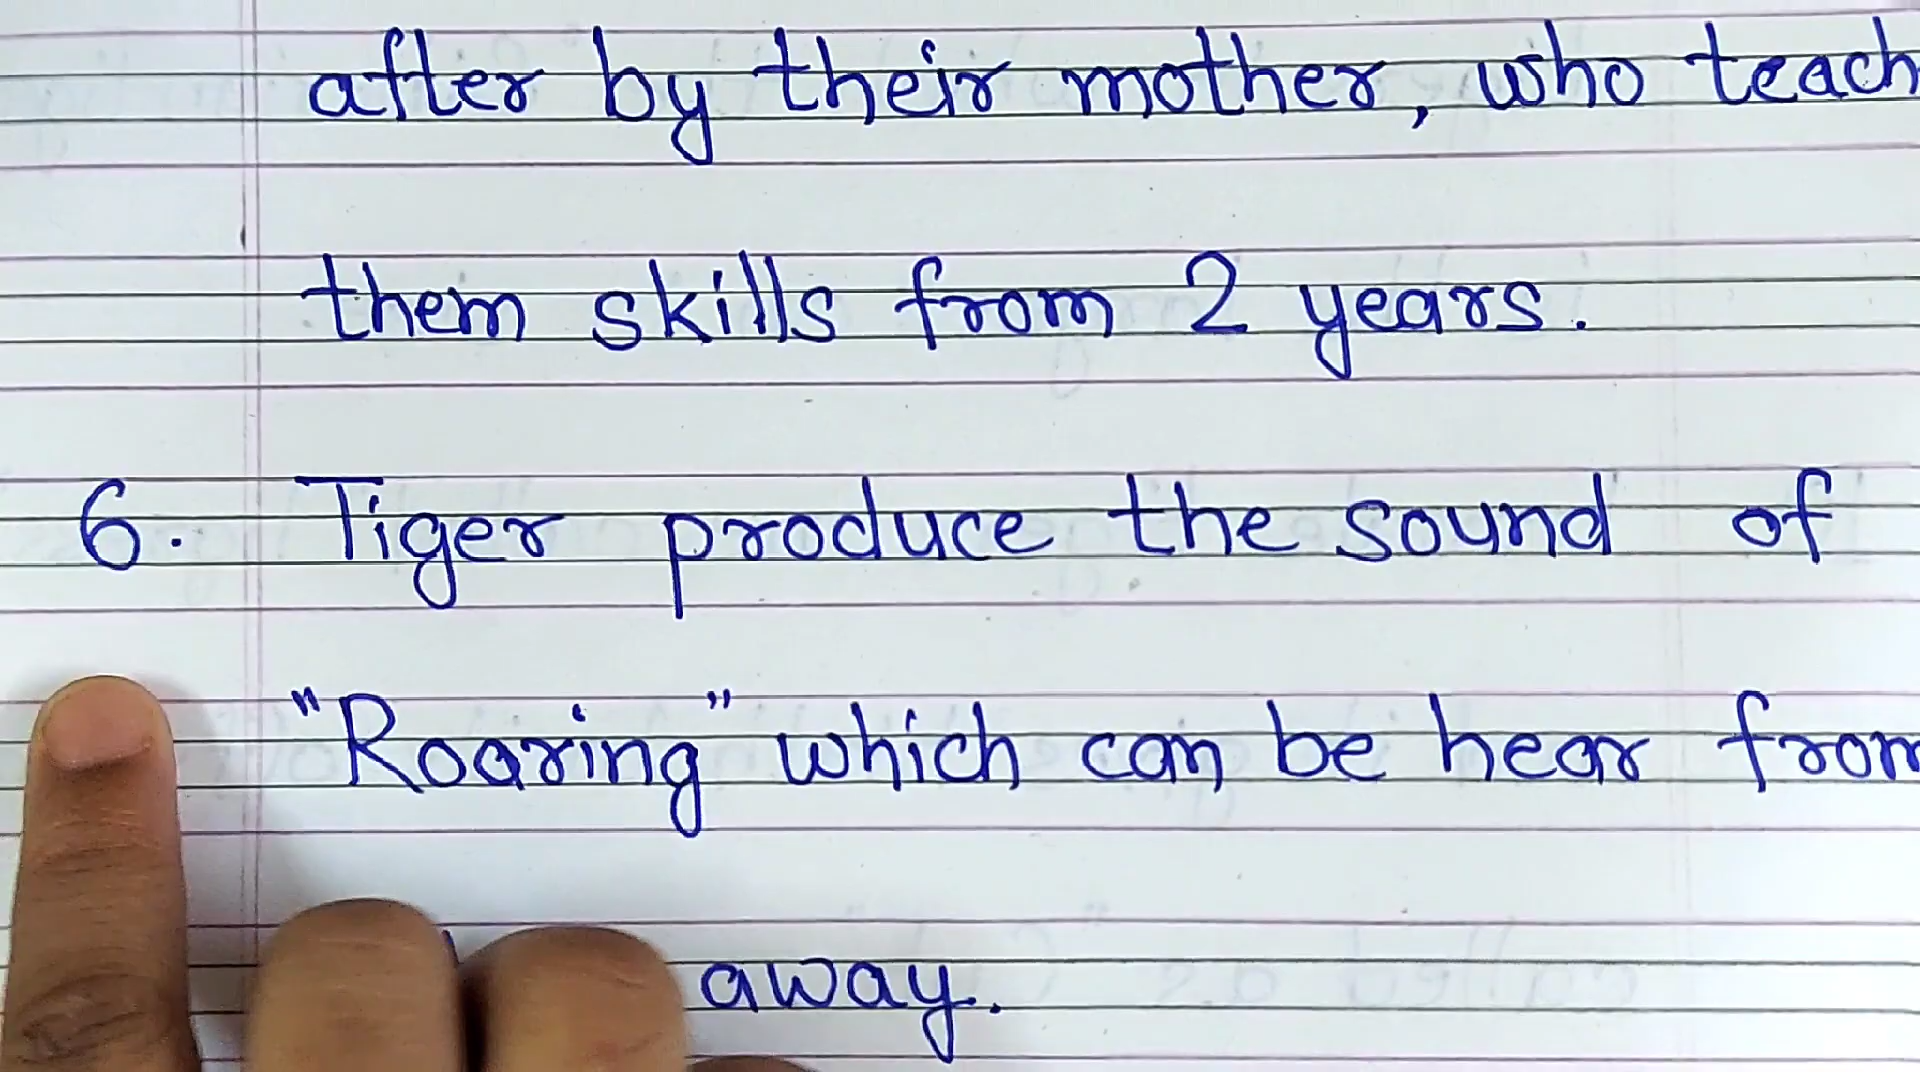 after by their mother, who teach
them skills from 2 years.
6. Tiger produce the sound of
"Roaring" which can be hear from
away.